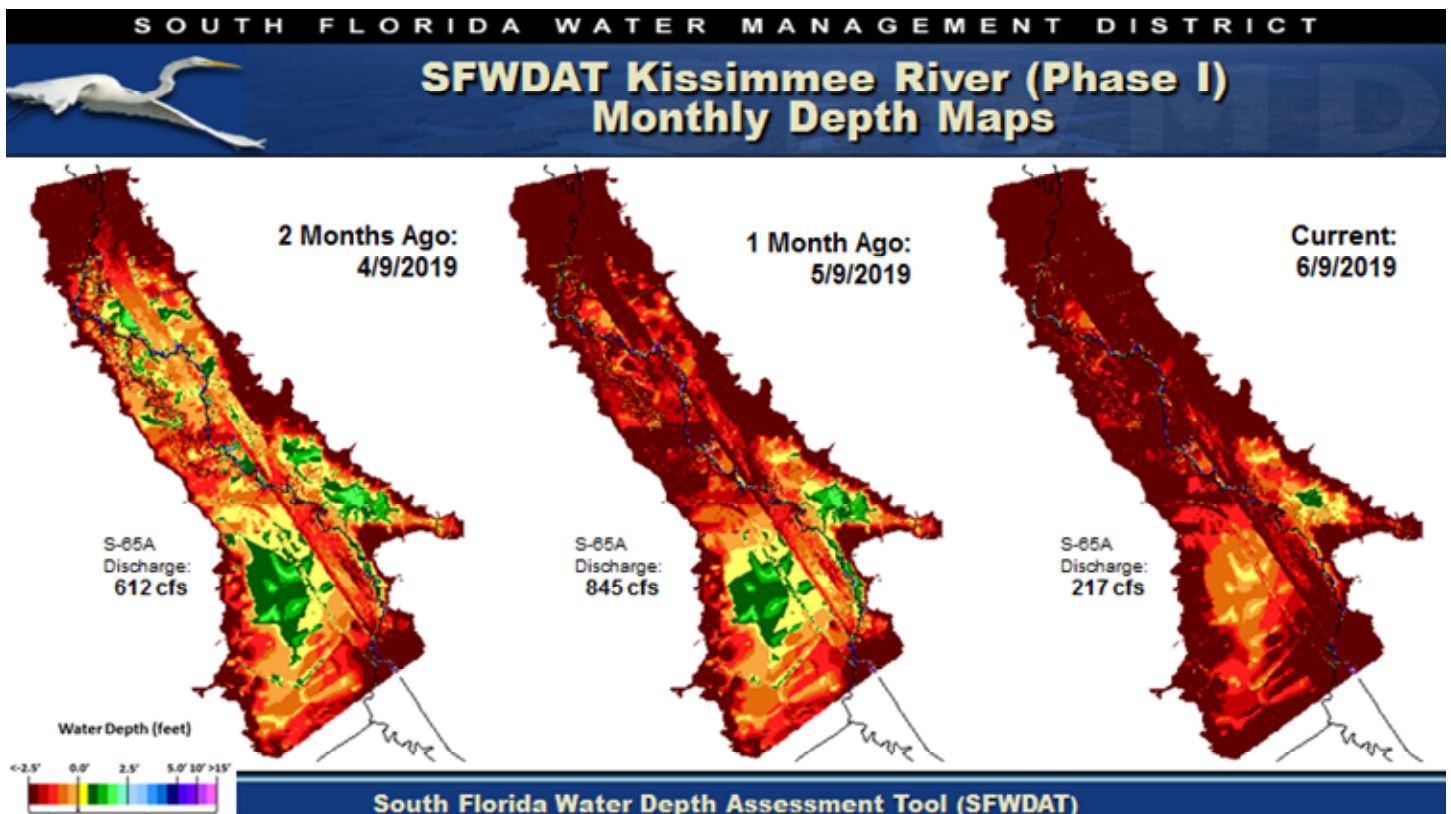 SOUTH FLORIDA WATER MANAGEMENT DISTRICT
SFWDAT Kissimmee River (Phase I)
Monthly Depth Maps
2 Months Ago:
4/9/2019
1 Month Ago:
5/9/2019
Current:
6/9/2019
S-65A
Discharge:
612 cfs
S-65A
Discharge:
845 cfs
S-65A
Discharge:
217 cfs
Water Depth (feet)
<-2.5' 0.0' 2.5' 5.0' 10' >15'
South Florida Water Depth Assessment Tool (SFWDAT)